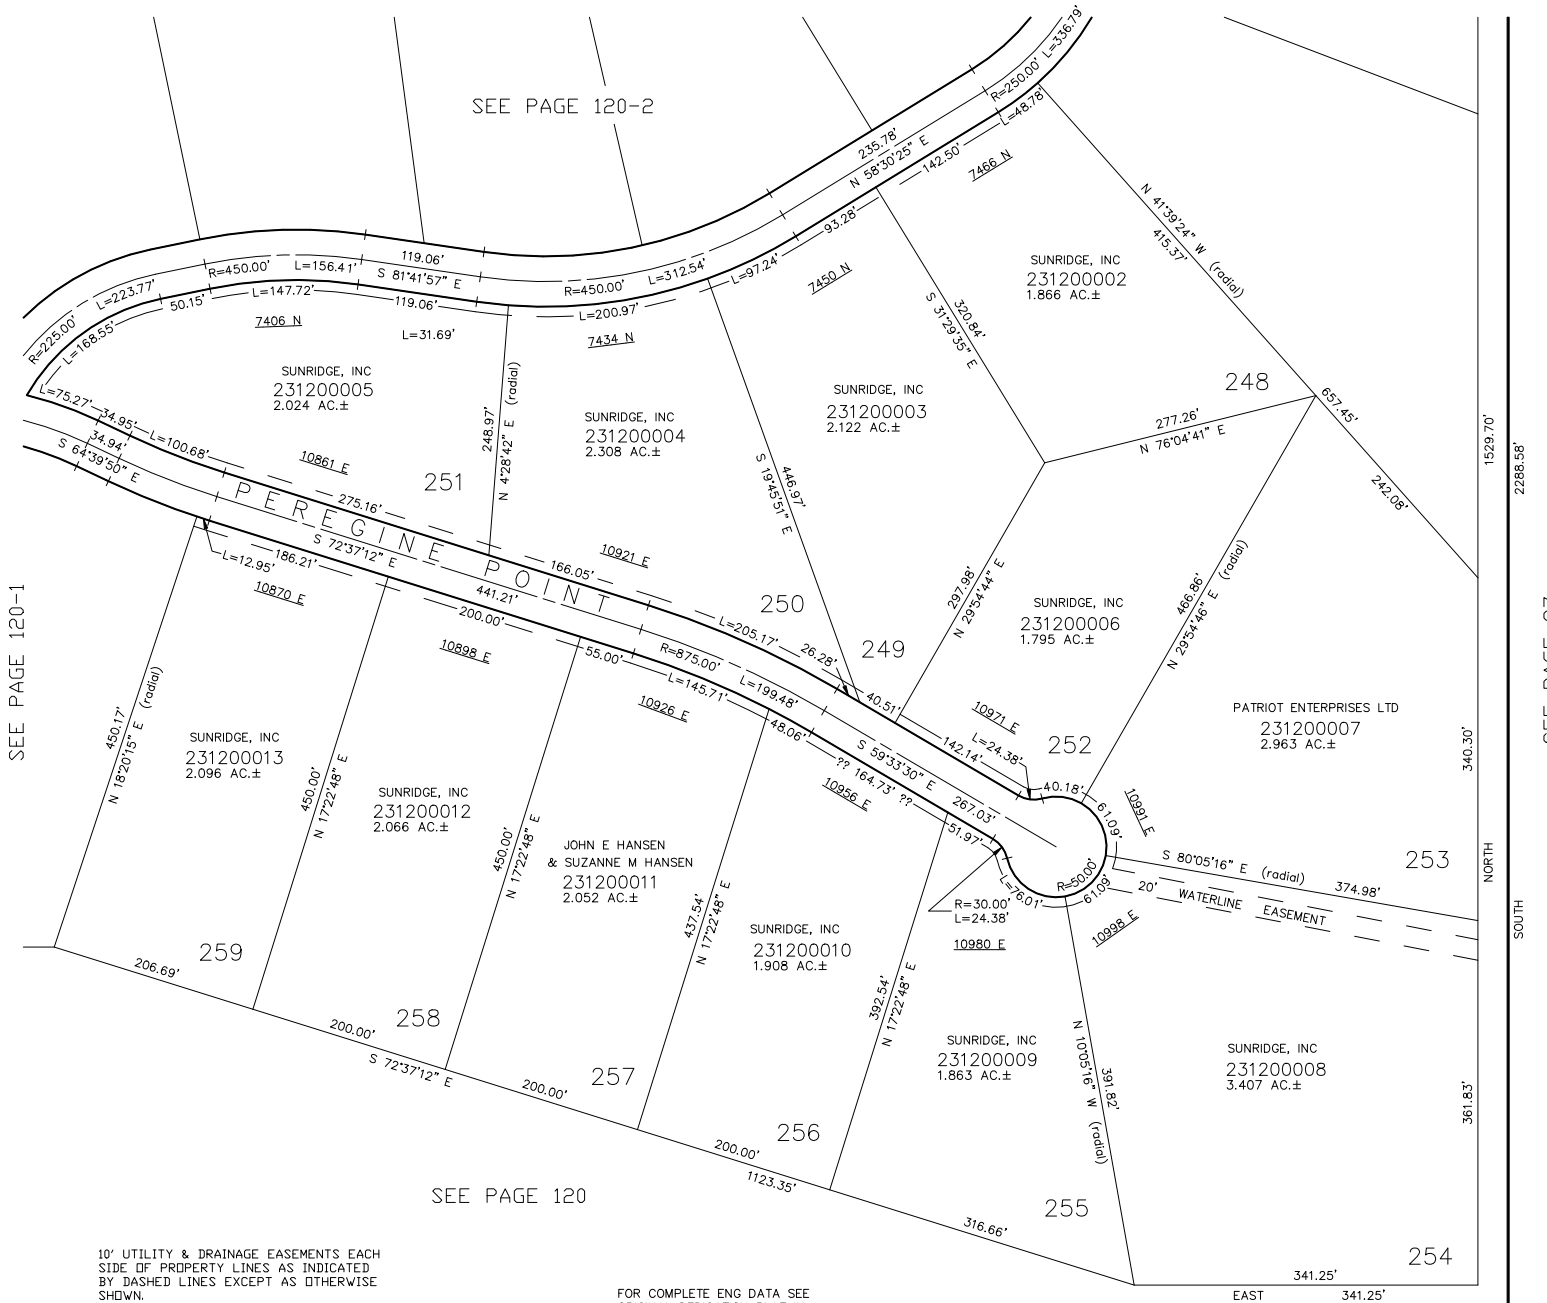 SEE PAGE 120-2
L=336.79'
R=250.00'
L=48.78'
235.78'
N 58°30'25" E
142.50'
7466 N
93.28'
7450 N
L=97.24'
L=312.54'
R=450.00'
L=200.97'
7434 N
119.06'
S 81°41'57" E
119.06'
L=31.69'
R=450.00'
L=156.41'
L=147.72'
7406 N
L=223.77'
50.15'
R=225.00'
L=168.55'
N 41°39'24" W (radial)
415.37'
SUNRIDGE, INC
231200002
1.866 AC.±
248
320.84'
S 31°29'35" E
277.26'
N 76°04'41" E
657.45'
242.08'
1529.70'
2288.58'
SUNRIDGE, INC
231200005
2.024 AC.±
251
248.97'
N 4°28'42" E (radial)
SUNRIDGE, INC
231200004
2.308 AC.±
250
SUNRIDGE, INC
231200003
2.122 AC.±
249
446.97'
S 19°45'51" E
L=75.27'
34.95'
L=100.68'
34.94'
S 64°39'50" E
10861 E
275.16'
PEREGINE POINT
S 72°37'12" E
441.21'
166.05'
10921 E
L=205.17'
26.28'
40.51'
L=12.95'
186.21'
10870 E
200.00'
10898 E
55.00'
L=145.71'
10926 E
R=875.00'
L=199.48'
48.06'
S 59°33'30" E
267.03'
?? 164.73' ??
10956 E
51.97'
142.14'
L=24.38'
10971 E
40.18'
61.09'
10991 E
297.98'
N 29°54'44" E
SUNRIDGE, INC
231200006
1.795 AC.±
252
466.86'
N 29°54'46" E (radial)
PATRIOT ENTERPRISES LTD
231200007
2.963 AC.±
253
340.30'
NORTH
SOUTH
S 80°05'16" E (radial)
374.98'
20' WATERLINE EASEMENT
R=50.00'
61.09'
L=76.01'
R=30.00'
L=24.38'
10980 E
10998 E
SEE PAGE 120-1
450.17'
N 18°20'15" E (radial)
SUNRIDGE, INC
231200013
2.096 AC.±
259
206.69'
450.00'
N 17°22'48" E
SUNRIDGE, INC
231200012
2.066 AC.±
258
200.00'
S 72°37'12" E
450.00'
N 17°22'48" E
JOHN E HANSEN
& SUZANNE M HANSEN
231200011
2.052 AC.±
257
200.00'
437.54'
N 17°22'48" E
SUNRIDGE, INC
231200010
1.908 AC.±
256
200.00'
1123.35'
392.54'
N 17°22'48" E
SUNRIDGE, INC
231200009
1.863 AC.±
255
316.66'
391.82'
N 10°05'16" W (radial)
SUNRIDGE, INC
231200008
3.407 AC.±
254
361.83'
341.25'
EAST 341.25'
SEE PAGE 120
10' UTILITY & DRAINAGE EASEMENTS EACH
SIDE OF PROPERTY LINES AS INDICATED
BY DASHED LINES EXCEPT AS OTHERWISE
SHOWN.
FOR COMPLETE ENG DATA SEE